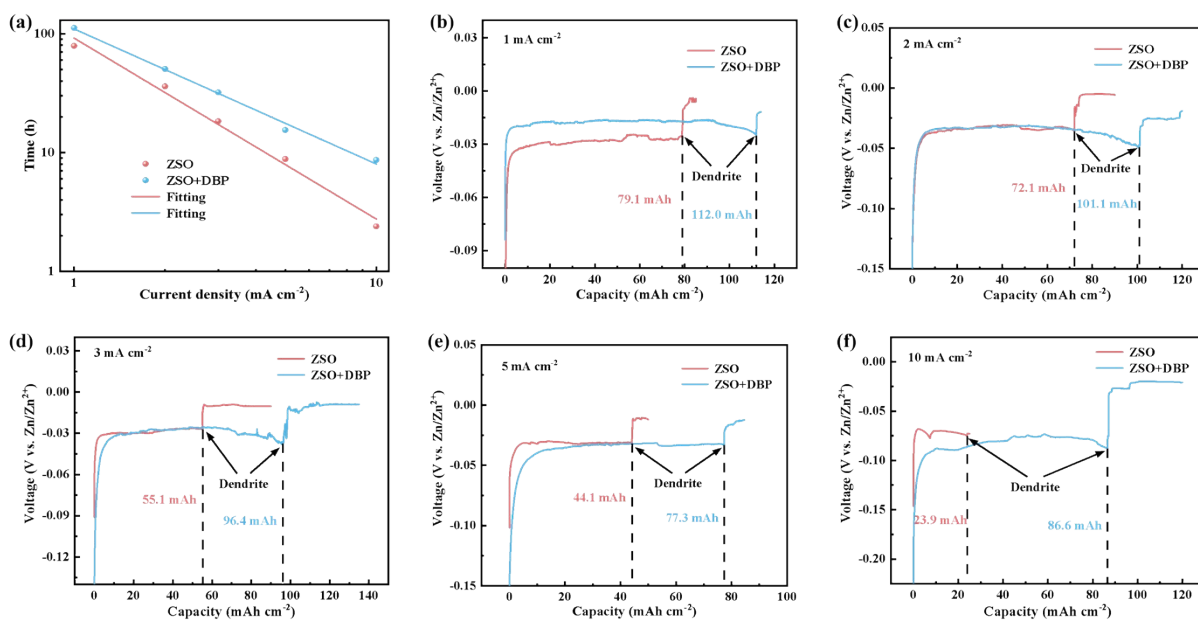 (a)
Time (h)
100
10
1
ZSO
ZSO+DBP
Fitting
Fitting
1
10
Current density (mA cm⁻²)
(b)
1 mA cm⁻²
ZSO
ZSO+DBP
Voltage (V vs. Zn/Zn²⁺)
0.03
0.00
-0.03
-0.06
-0.09
Dendrite
79.1 mAh
112.0 mAh
0 20 40 60 80 100 120
Capacity (mAh cm⁻²)
(c)
2 mA cm⁻²
ZSO
ZSO+DBP
Voltage (V vs. Zn/Zn²⁺)
0.05
0.00
-0.05
-0.10
-0.15
Dendrite
72.1 mAh
101.1 mAh
0 20 40 60 80 100 120
Capacity (mAh cm⁻²)
(d)
3 mA cm⁻²
ZSO
ZSO+DBP
Voltage (V vs. Zn/Zn²⁺)
0.03
0.00
-0.03
-0.06
-0.09
-0.12
Dendrite
55.1 mAh
96.4 mAh
0 20 40 60 80 100 120 140
Capacity (mAh cm⁻²)
(e)
5 mA cm⁻²
ZSO
ZSO+DBP
Voltage (V vs. Zn/Zn²⁺)
0.05
0.00
-0.05
-0.10
-0.15
Dendrite
44.1 mAh
77.3 mAh
0 20 40 60 80 100
Capacity (mAh cm⁻²)
(f)
10 mA cm⁻²
ZSO
ZSO+DBP
Voltage (V vs. Zn/Zn²⁺)
0.00
-0.05
-0.10
-0.15
-0.20
Dendrite
23.9 mAh
86.6 mAh
0 20 40 60 80 100 120
Capacity (mAh cm⁻²)